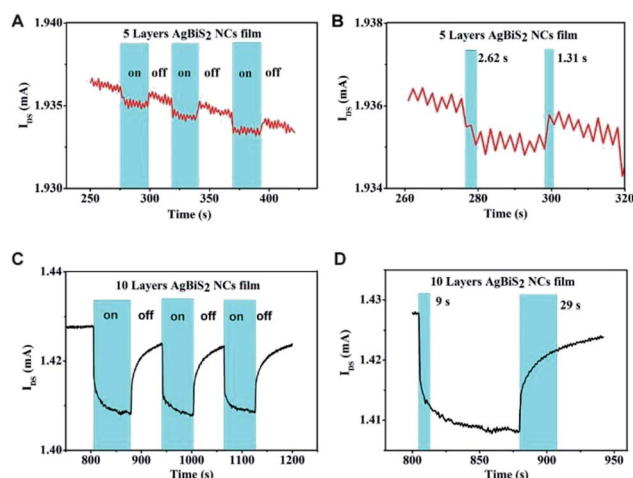 A
5 Layers AgBiS2 NCs film
on off on off on off
1.940
1.935
1.930
IDS (mA)
250 300 350 400
Time (s)
B
5 Layers AgBiS2 NCs film
2.62 s 1.31 s
1.938
1.936
1.934
IDS (mA)
260 280 300 320
Time (s)
C
10 Layers AgBiS2 NCs film
on off on off on off
1.44
1.42
1.40
IDS (mA)
800 900 1000 1100 1200
Time (s)
D
10 Layers AgBiS2 NCs film
9 s 29 s
1.43
1.42
1.41
IDS (mA)
800 850 900 950
Time (s)